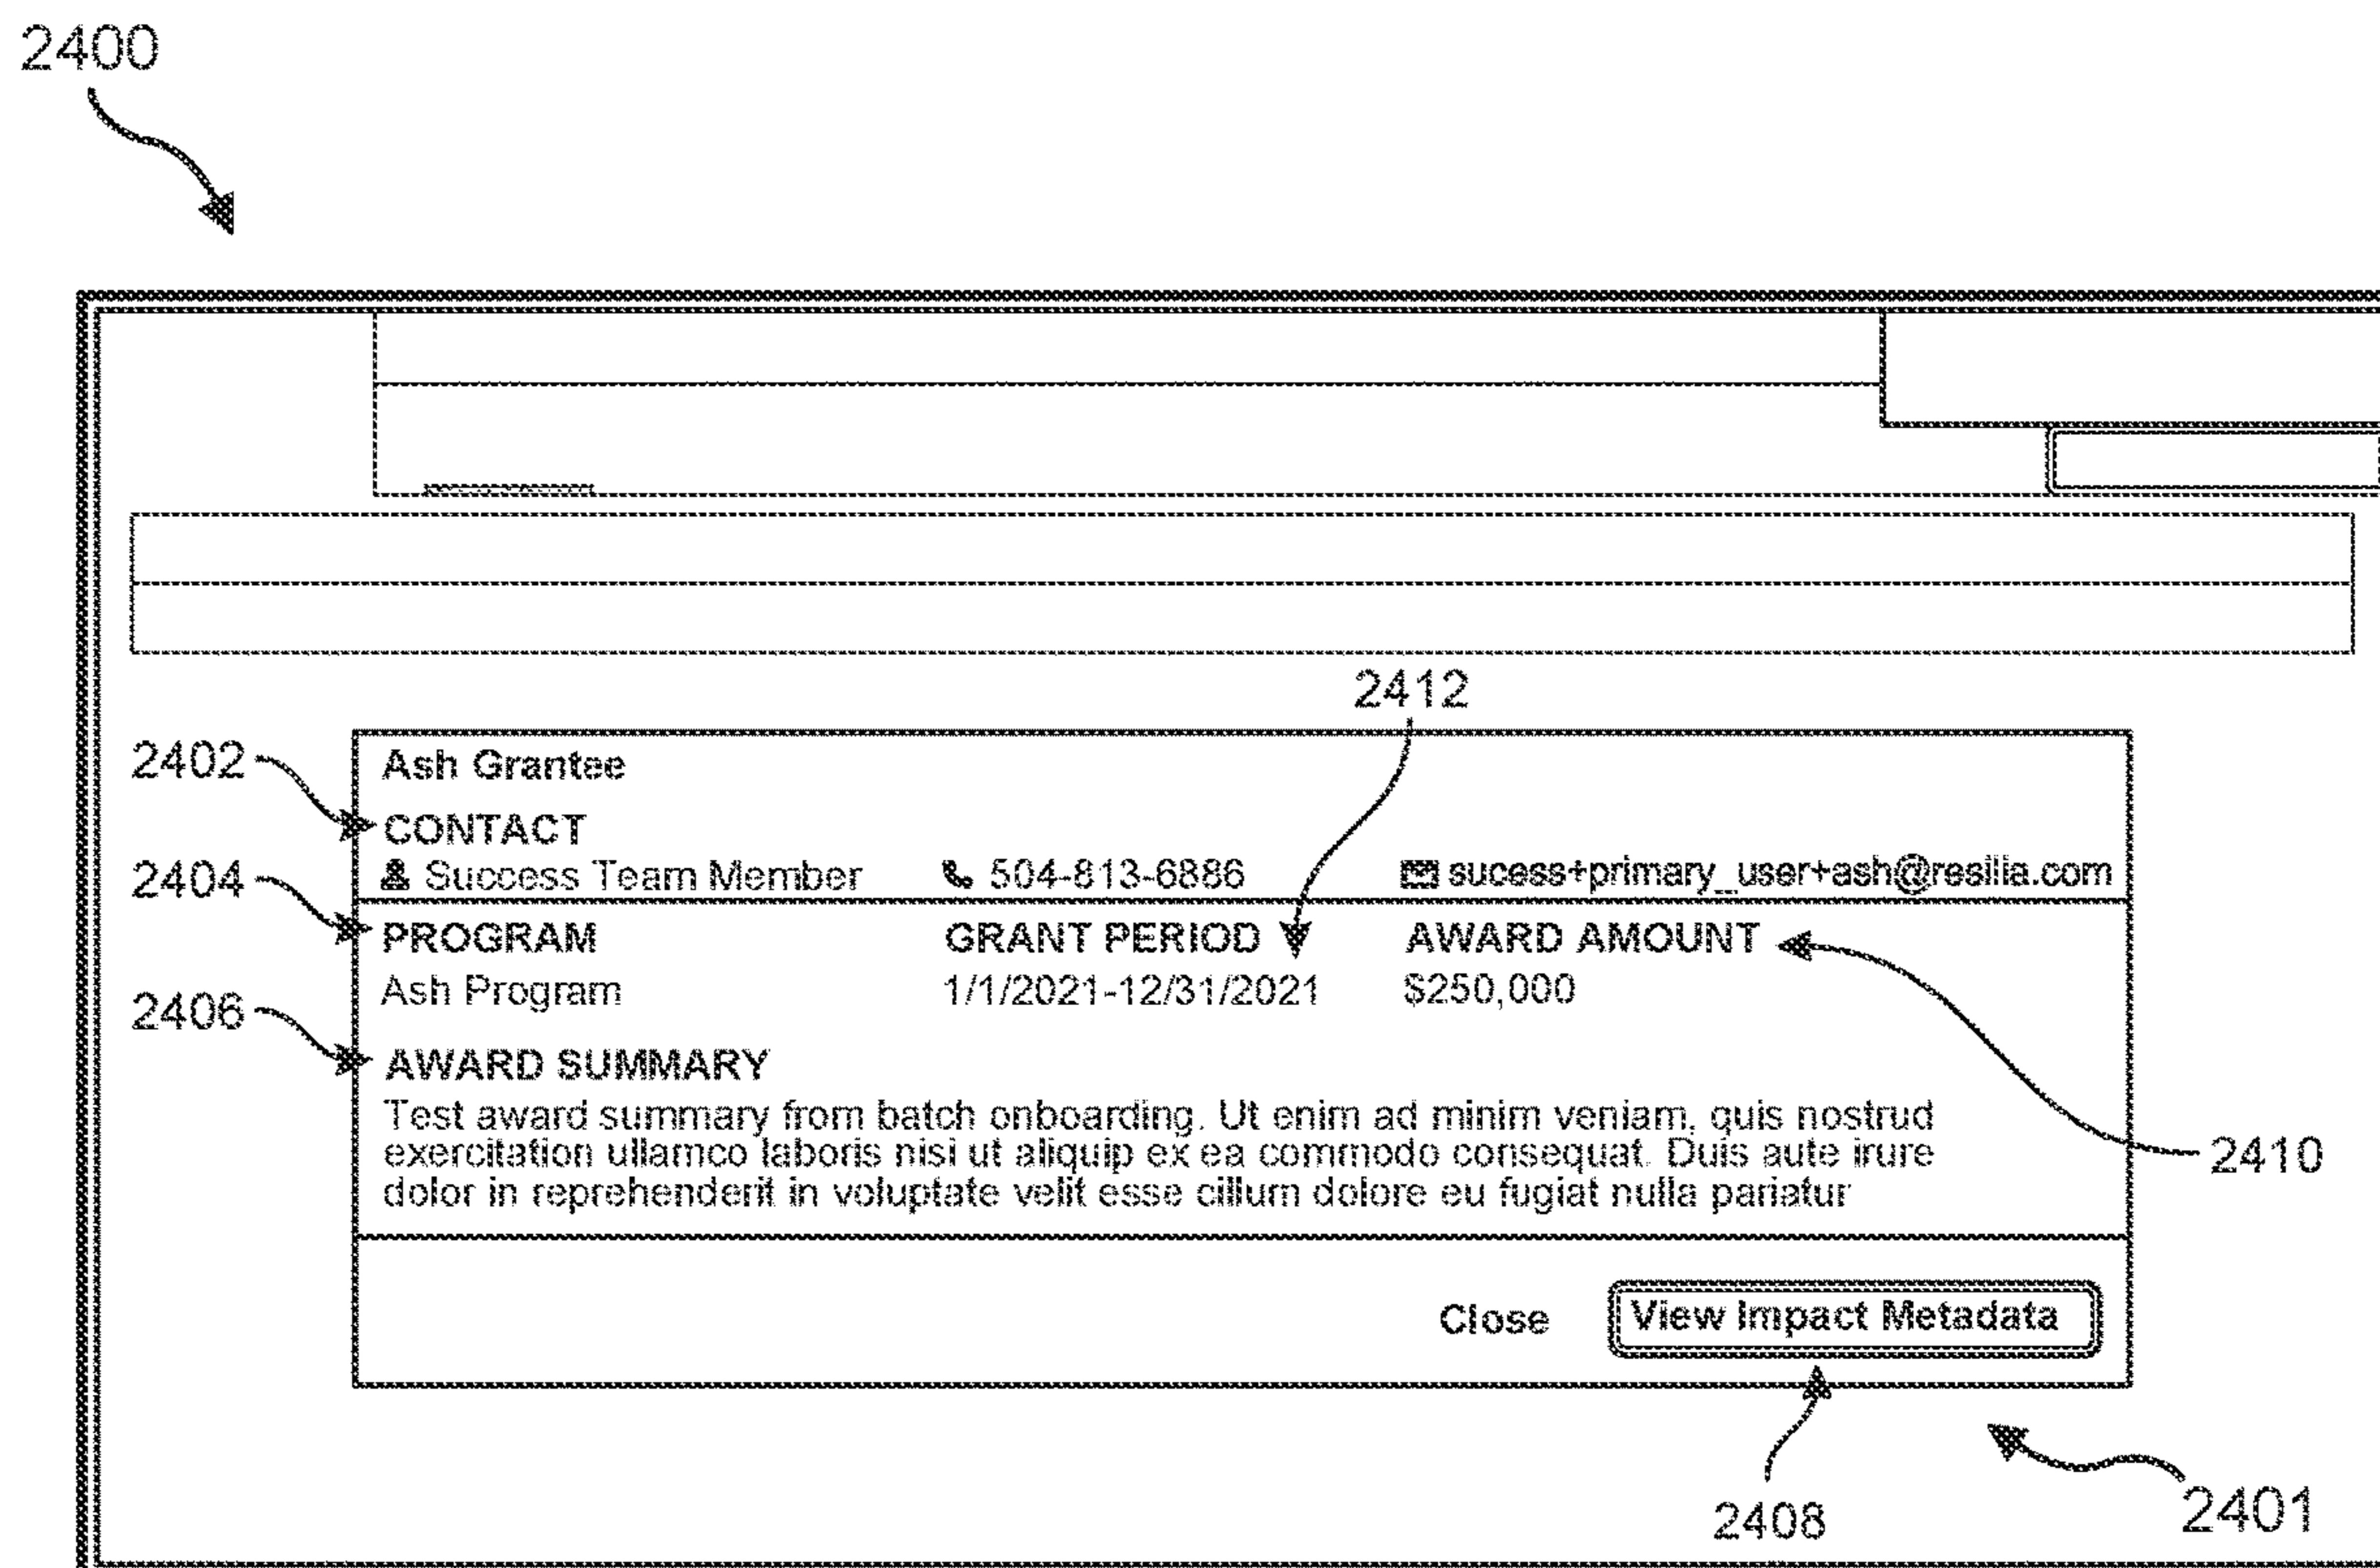 2400
2412
2402
Ash Grantee
CONTACT
2404
Success Team Member 504-813-6886 sucess+primary_user+ash@resilia.com
PROGRAM GRANT PERIOD AWARD AMOUNT
Ash Program 1/1/2021-12/31/2021 $250,000
2406
AWARD SUMMARY
Test award summary from batch onboarding. Ut enim ad minim veniam, quis nostrud
exercitation ullamco laboris nisi ut aliquip ex ea commodo consequat. Duis aute irure
2410
dolor in reprehenderit in voluptate velit esse cillum dolore eu fugiat nulla pariatur
Close View Impact Metadata
2408
2401